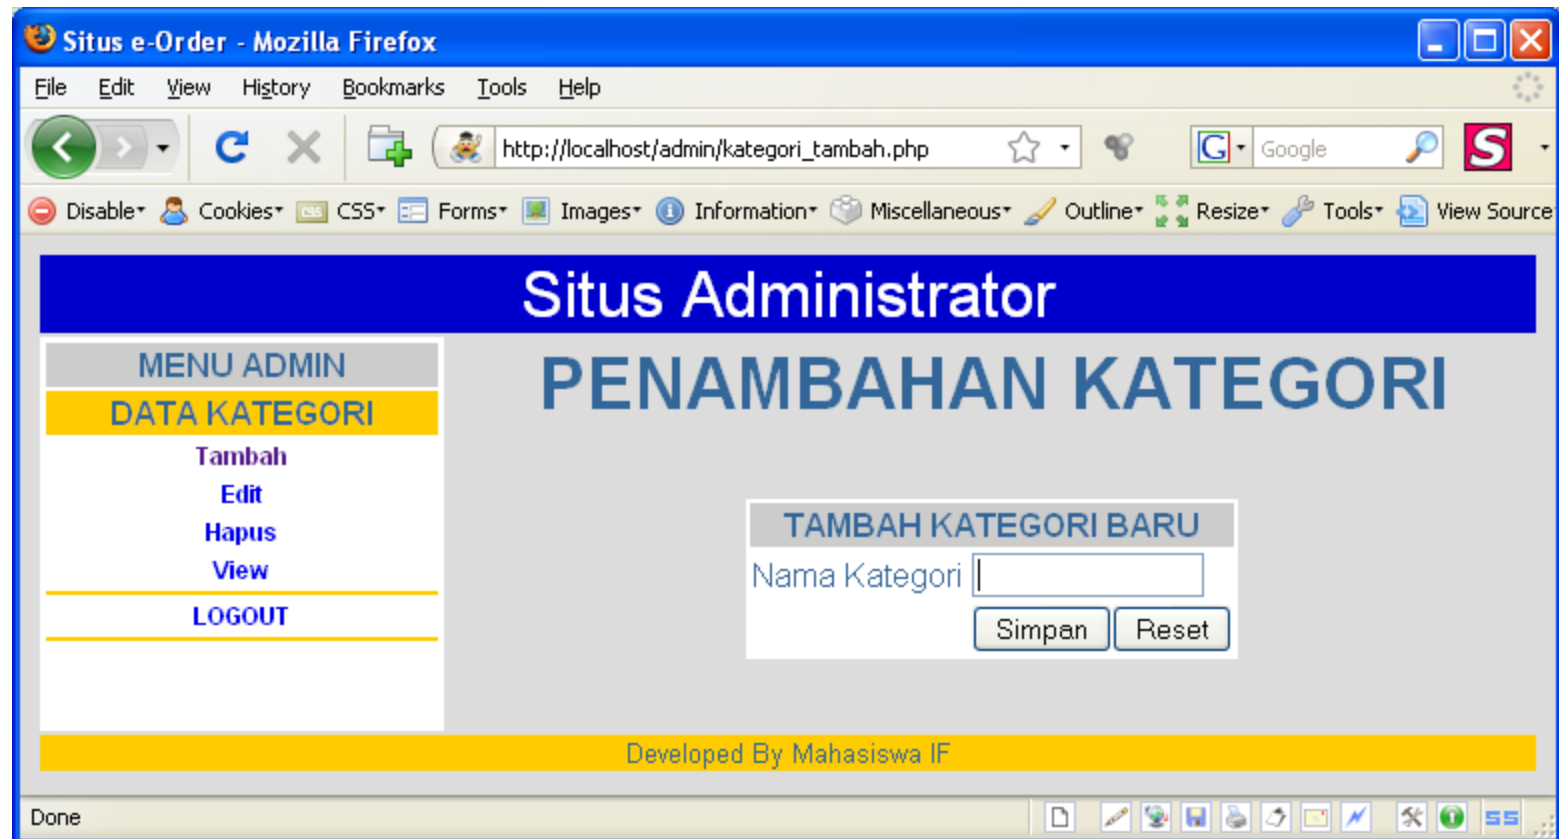 Situs e-Order - Mozilla Firefox
File Edit View History Bookmarks Tools Help
http://localhost/admin/kategori_tambah.php G Google S
Disable Cookies CSS CSS Forms Images Information Miscellaneous Outline Resize Tools View Source
Situs Administrator
MENU ADMIN
DATA KATEGORI
Tambah
Edit
Hapus
View
LOGOUT
PENAMBAHAN KATEGORI
TAMBAH KATEGORI BARU
Nama Kategori
Simpan Reset
Developed By Mahasiswa IF
Done